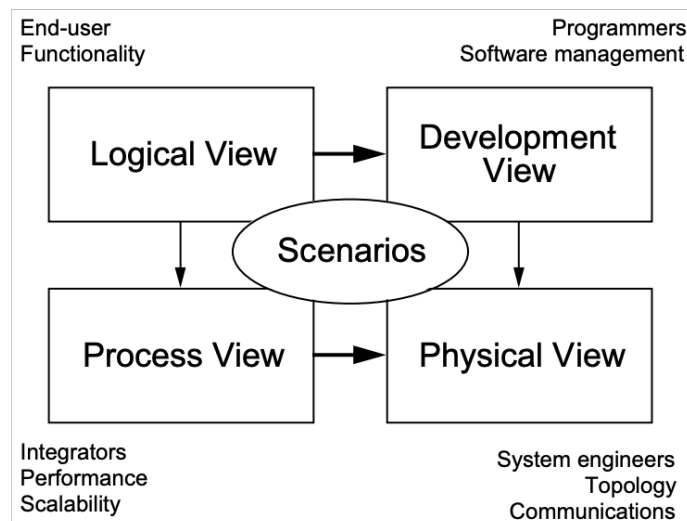 End-user
Functionality
Programmers
Software management
Logical View
Development
View
Scenarios
Process View
Physical View
Integrators
Performance
Scalability
System engineers
Topology
Communications